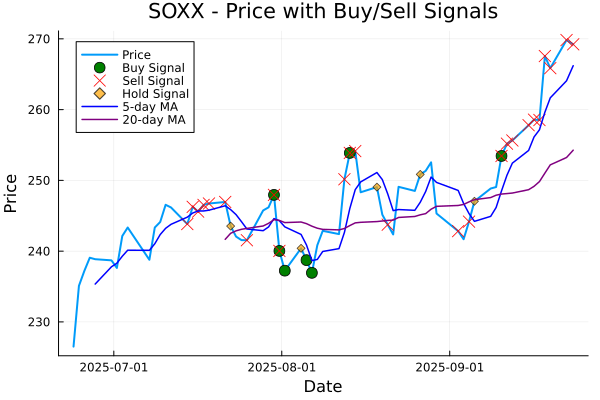 SOXX - Price with Buy/Sell Signals
270
260
250
240
230
Price
Price
Buy Signal
Sell Signal
Hold Signal
5-day MA
20-day MA
2025-07-01
2025-08-01
2025-09-01
Date